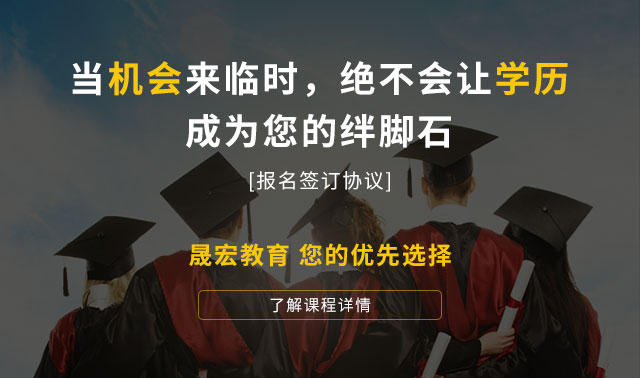 当机会来临时，绝不会让学历
成为您的绊脚石
[报名签订协议]
晟宏教育 您的优先选择
了解课程详情